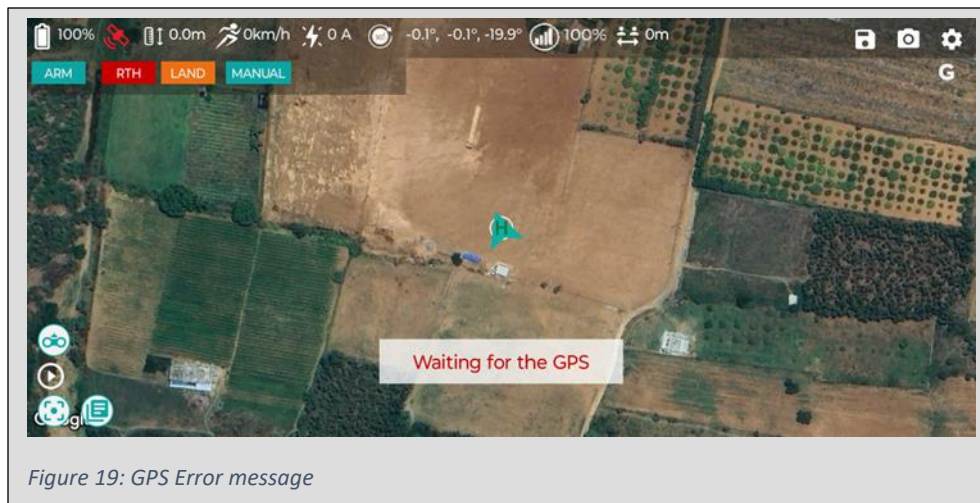 100% 0.0m 0km/h 0 A -0.1°, -0.1°, -19.9° 100% 0m
ARM RTH LAND MANUAL G
H
Waiting for the GPS
Google
Figure 19: GPS Error message